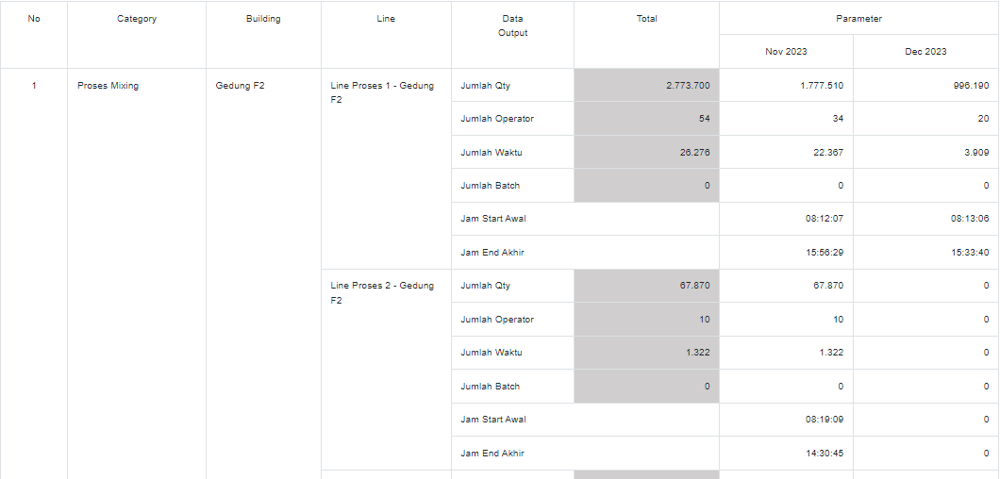 No Category Building Line Data Output Total Parameter
Nov 2023 Dec 2023
1 Proses Mixing Gedung F2 Line Proses 1 - Gedung F2 Jumlah Qty 2.773.700 1.777.510 996.190
Jumlah Operator 54 34 20
Jumlah Waktu 26.276 22.367 3.909
Jumlah Batch 0 0 0
Jam Start Awal 08:12:07 08:13:06
Jam End Akhir 15:56:29 15:33:40
Line Proses 2 - Gedung F2 Jumlah Qty 67.870 67.870 0
Jumlah Operator 10 10 0
Jumlah Waktu 1.322 1.322 0
Jumlah Batch 0 0 0
Jam Start Awal 08:19:09 0
Jam End Akhir 14:30:45 0